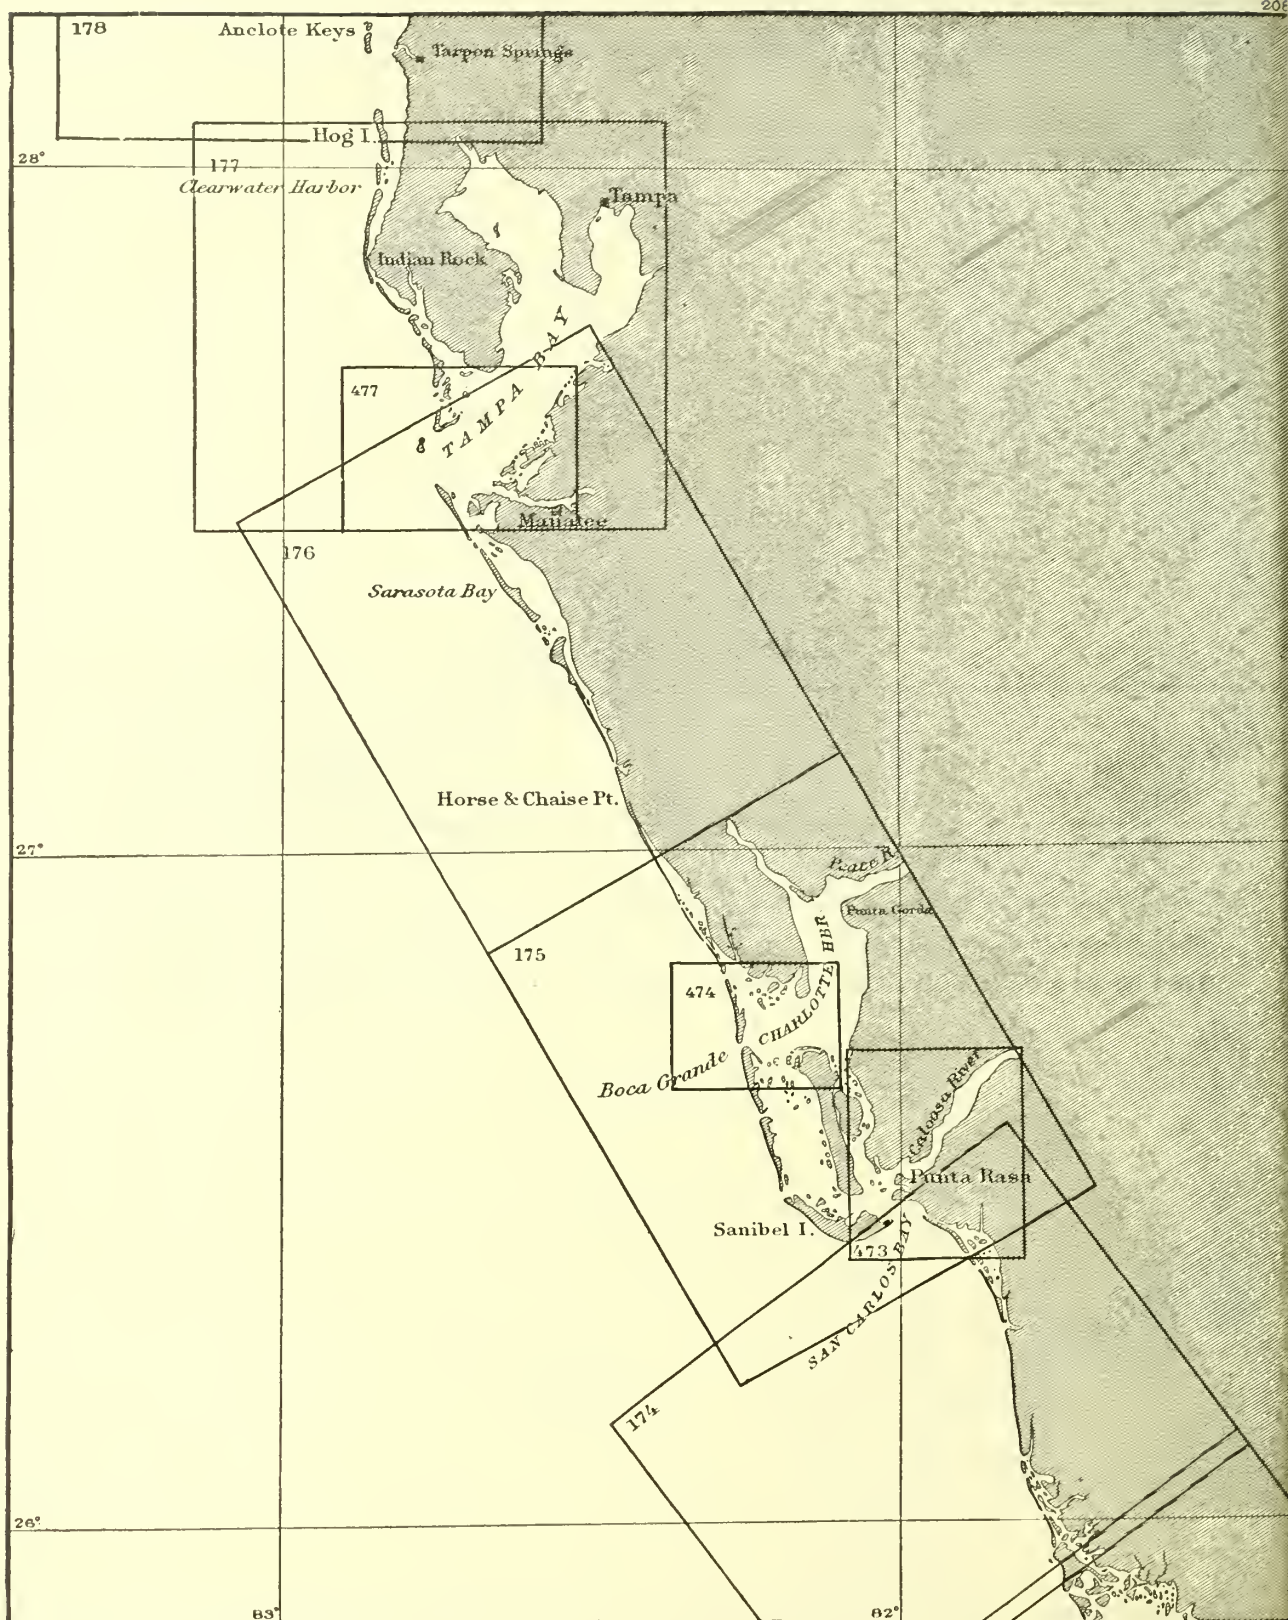 208
178
Anclote Keys
Tarpon Springs
Hog I.
28°
177
Clearwater Harbor
Tampa
Indian Rock
TAMPA BAY
477
Manatee
176
Sarasota Bay
Horse & Chaise Pt.
27°
Peace R.
Punta Gorda
175
474
CHARLOTTE HBR
Boca Grande
Caloosa River
Punta Rasa
Sanibel I.
473
SAN CARLOS BAY
174
26°
83°
82°